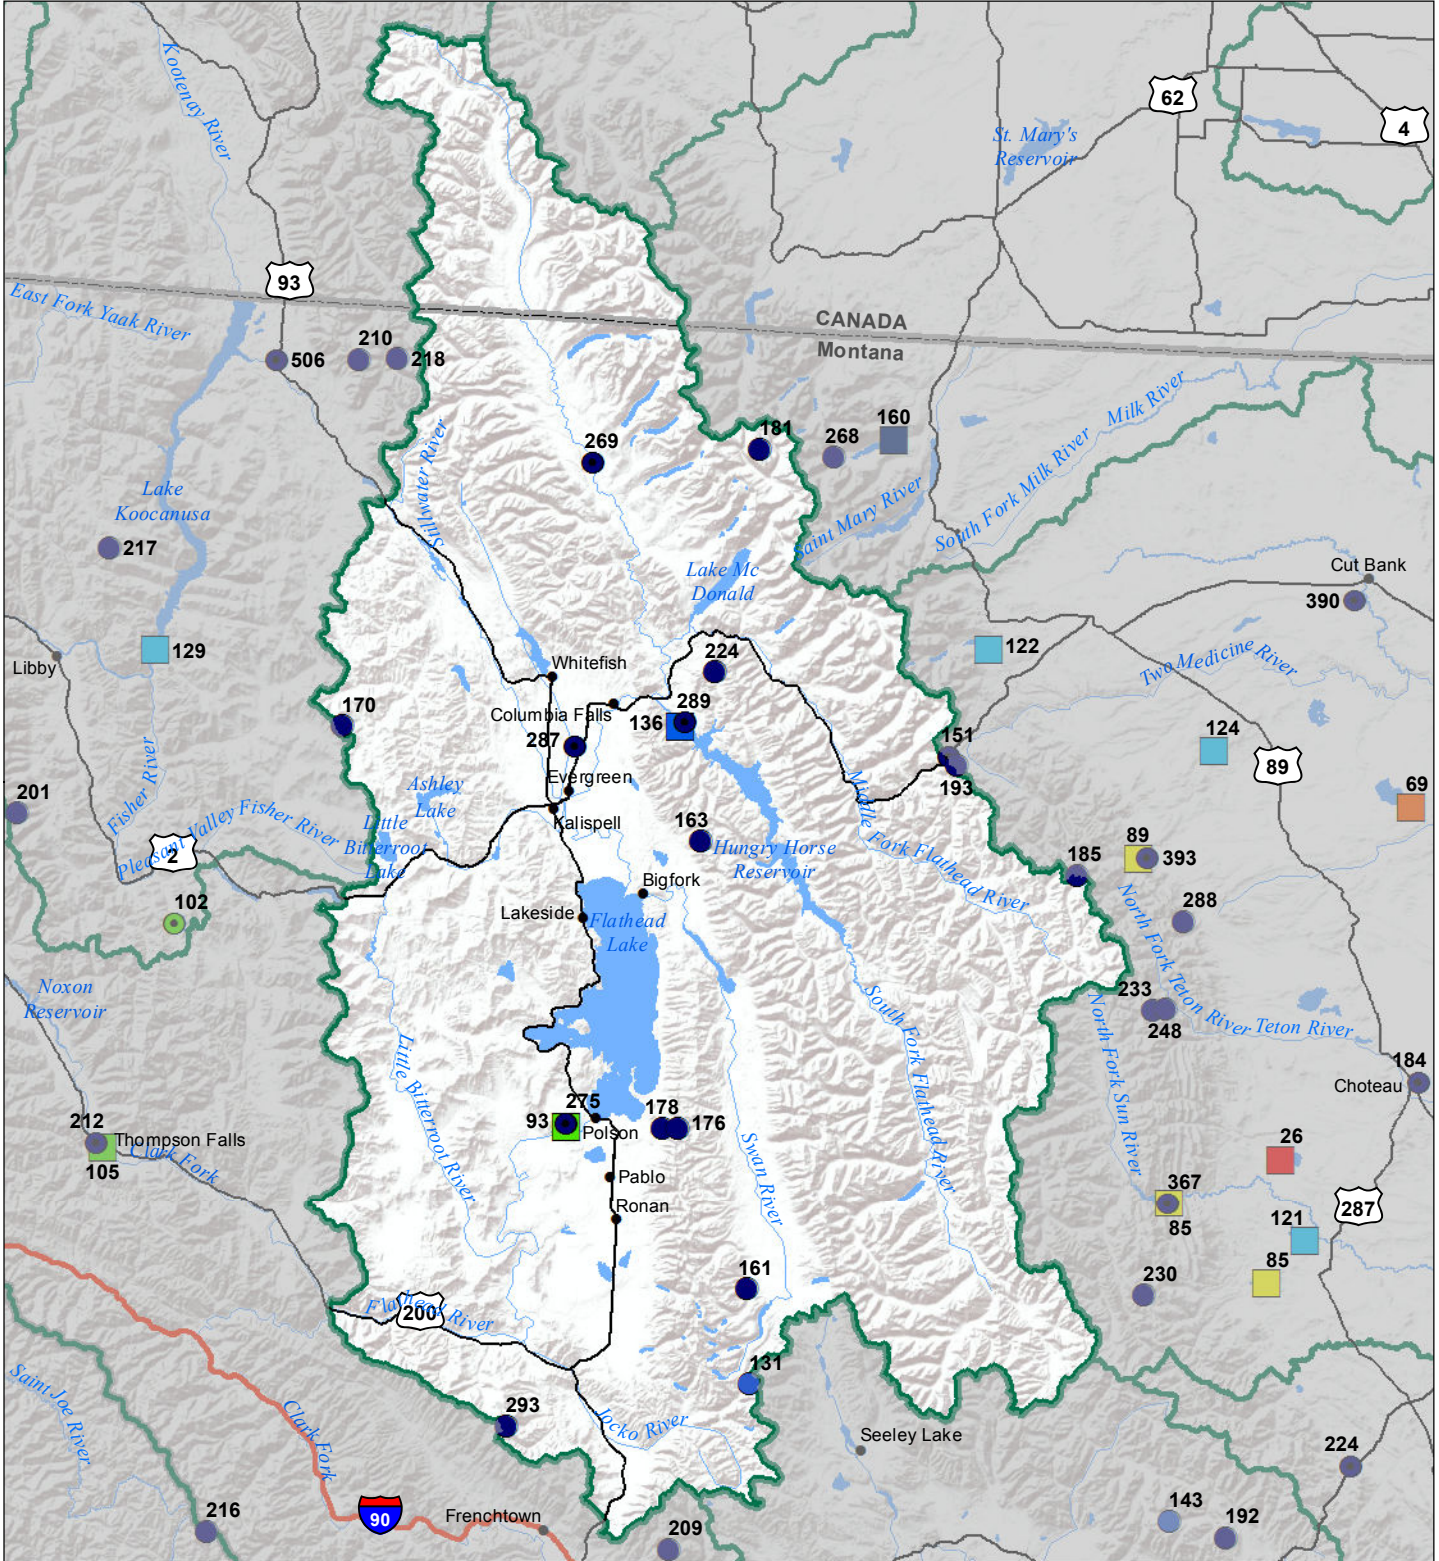 Kootenay River
62
4
St. Mary's
Reservoir
93
East Fork Yaak River
CANADA
Montana
210
506
218
Milk River
181
160
269
268
Stillwater River
South Fork Milk River
Lake
Koocanusa
Saint Mary River
217
Lake Mc
Donald
Cut Bank
390
129
122
Libby
Whitefish
224
Two Medicine River
170
Columbia Falls
289
136
287
151
124
89
Fisher River
Evergreen
193
Ashley
Lake
201
69
Pleasant Valley Fisher River
2
Little
Bitterroot
Lake
Kalispell
163
Hungry Horse
Reservoir
Middle Fork Flathead River
89
393
185
Bigfork
102
Lakeside
Flathead
Lake
288
North Fork Teton River
Noxon
Reservoir
South Fork Flathead River
233
248
Teton River
North Fork Sun River
Little Bitterroot River
184
Choteau
275
178
93
176
212
Thompson Falls
Polson
105
Clark Fork
Swan River
26
Pablo
367
85
287
Ronan
121
85
161
230
Flathead River
200
131
Saint Joe River
Clark Fork
293
Jocko River
Seeley Lake
224
143
216
90
Frenchtown
192
209